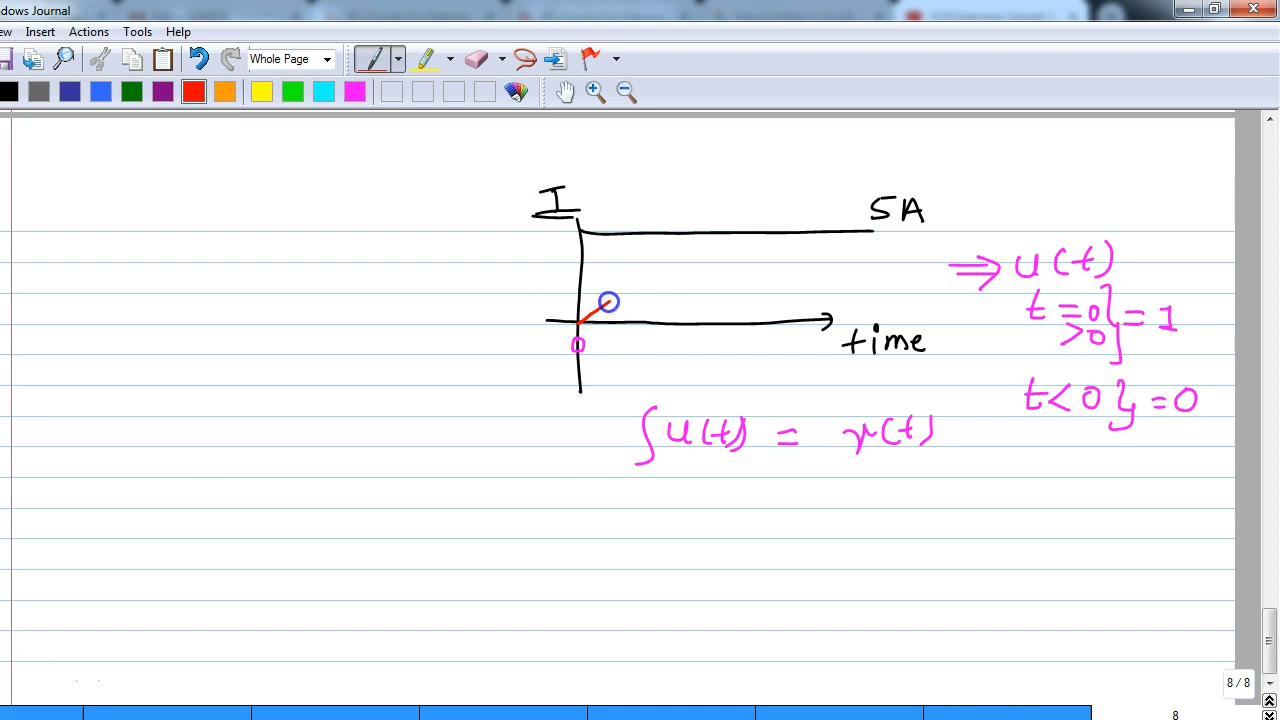 ndows Journal
ew Insert Actions Tools Help
Whole Page
I
5A
⇒ u(t)
t = 0
> 0 } = 1
0
time
t < 0 } = 0
∫ u(t) = r(t)
8 / 8
8